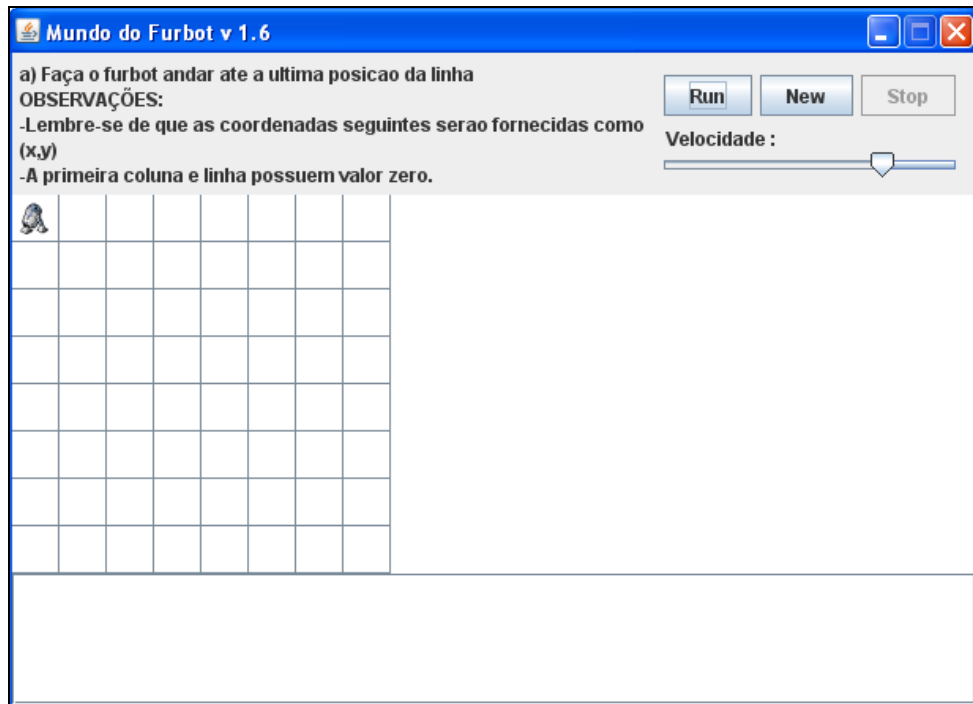 Mundo do Furbot v 1.6
a) Faça o furbot andar ate a ultima posicao da linha
OBSERVAÇÕES:
-Lembre-se de que as coordenadas seguintes serao fornecidas como
(x,y)
-A primeira coluna e linha possuem valor zero.
Run New Stop
Velocidade :